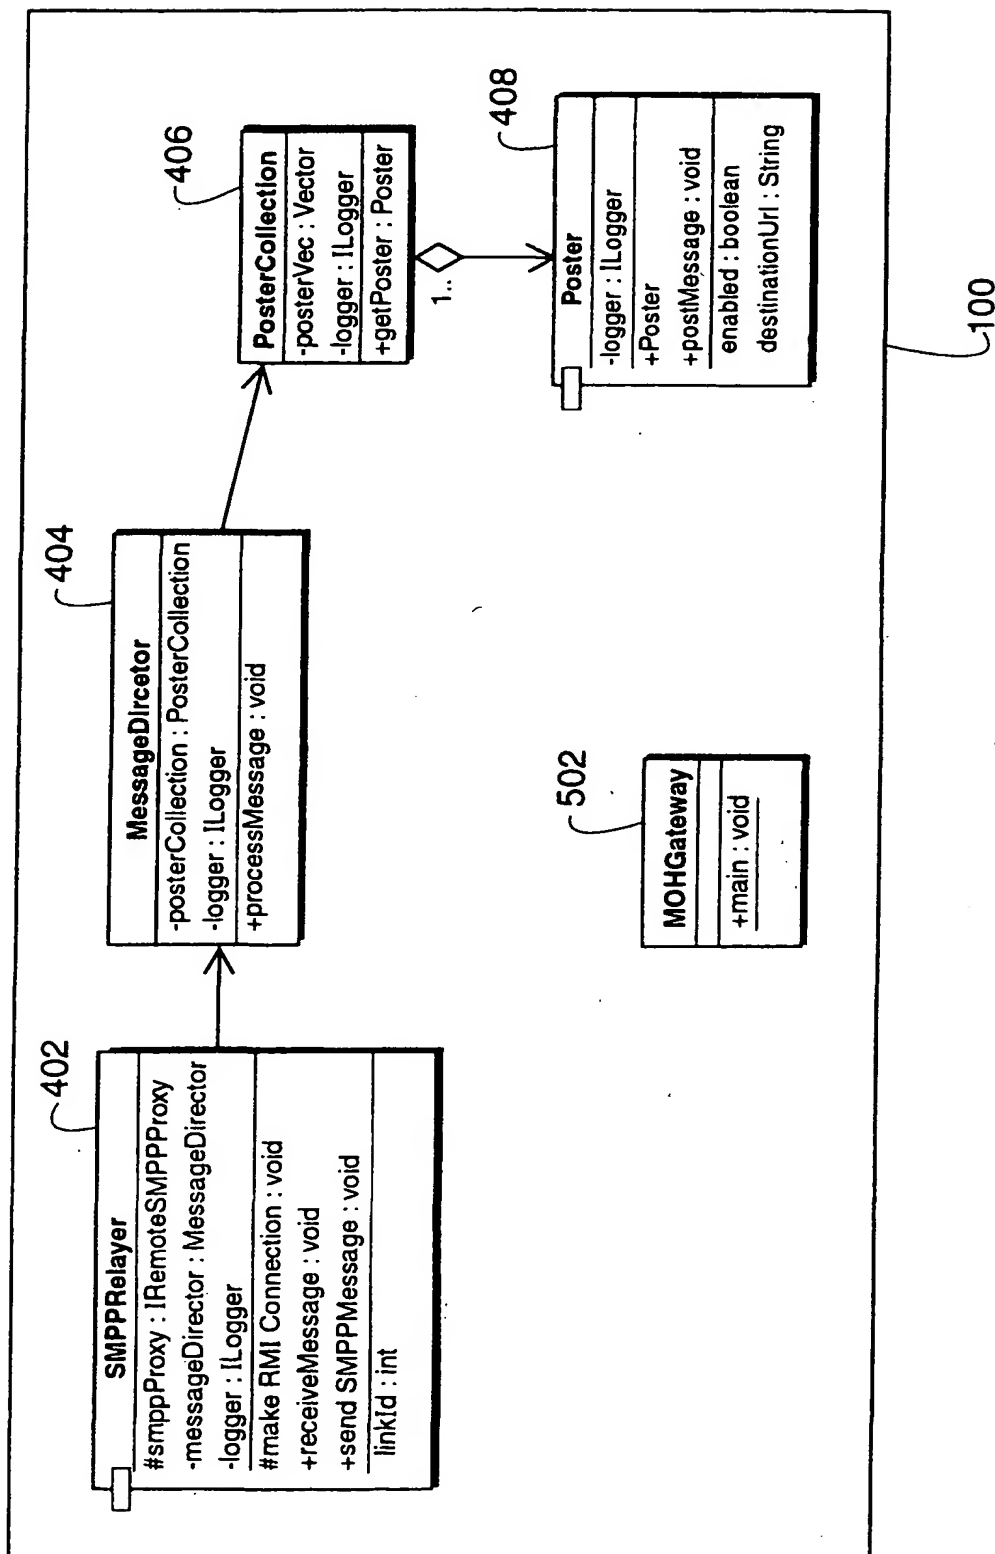 402
SMPPRelayer
#smppProxy : IRemoteSMPPProxy
-messageDirector : MessageDirector
-logger : ILogger
#make RMI Connection : void
+receiveMessage : void
+send SMPPMessage : void
linkId : int
404
MessageDIrcetor
-posterCollection : PosterCollection
-logger : ILogger
+processMessage : void
406
PosterCollection
-posterVec : Vector
-logger : ILogger
+getPoster : Poster
1..
408
Poster
-logger : ILogger
+Poster
+postMessage : void
enabled : boolean
destinationUrl : String
502
MOHGateway
+main : void
100